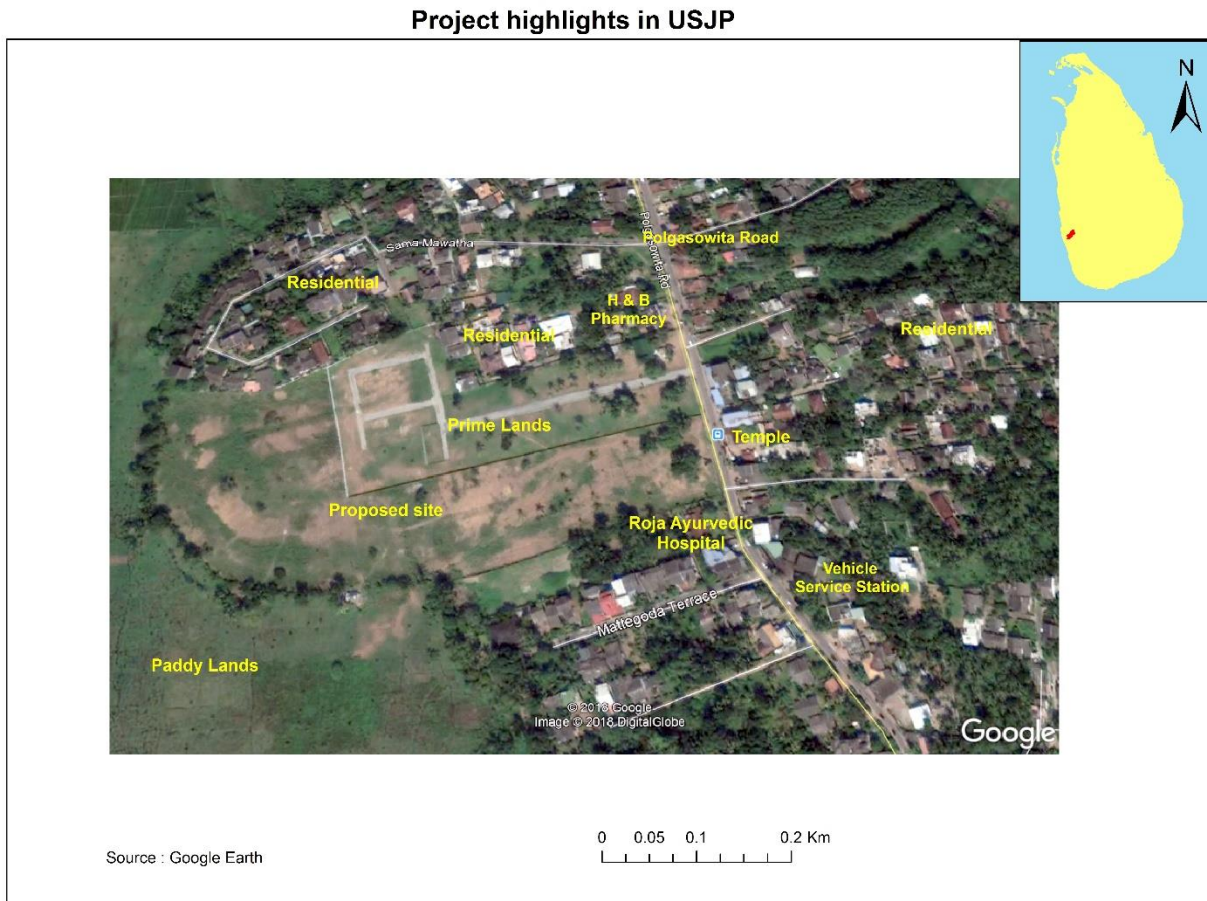 Project highlights in USJP
N
Sama Mawatha
Polgasowita Rd
Polgasowita Road
Residential
H & B
Pharmacy
Residential
Residential
Prime Lands
Temple
Proposed site
Roja Ayurvedic
Hospital
Vehicle
Service Station
Mattegoda Terrace
Paddy Lands
© 2018 Google
Image © 2018 DigitalGlobe
Google
0 0.05 0.1 0.2 Km
Source : Google Earth